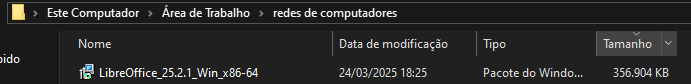 Este Computador > Área de Trabalho > redes de computadores
Nome Data de modificação Tipo Tamanho
LibreOffice_25.2.1_Win_x86-64 24/03/2025 18:25 Pacote do Windo... 356.904 KB
pido